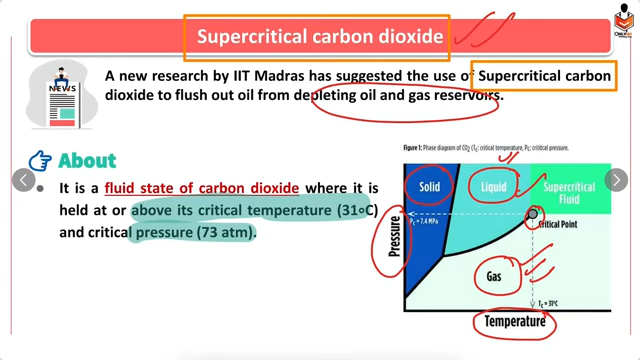 Supercritical carbon dioxide
A new research by IIT Madras has suggested the use of Supercritical carbon
dioxide to flush out oil from depleting oil and gas reservoirs.
NEWS
About
It is a fluid state of carbon dioxide where it is
held at or above its critical temperature (31∘C)
and critical pressure (73 atm).
Figure 1: Phase diagram of CO2 (Tc: critical temperature, Pc: critical pressure.
Solid
Liquid
Supercritical
Fluid
Pc = 7.4 MPa
Critical Point
Pressure
Gas
Tc = 31°C
Temperature